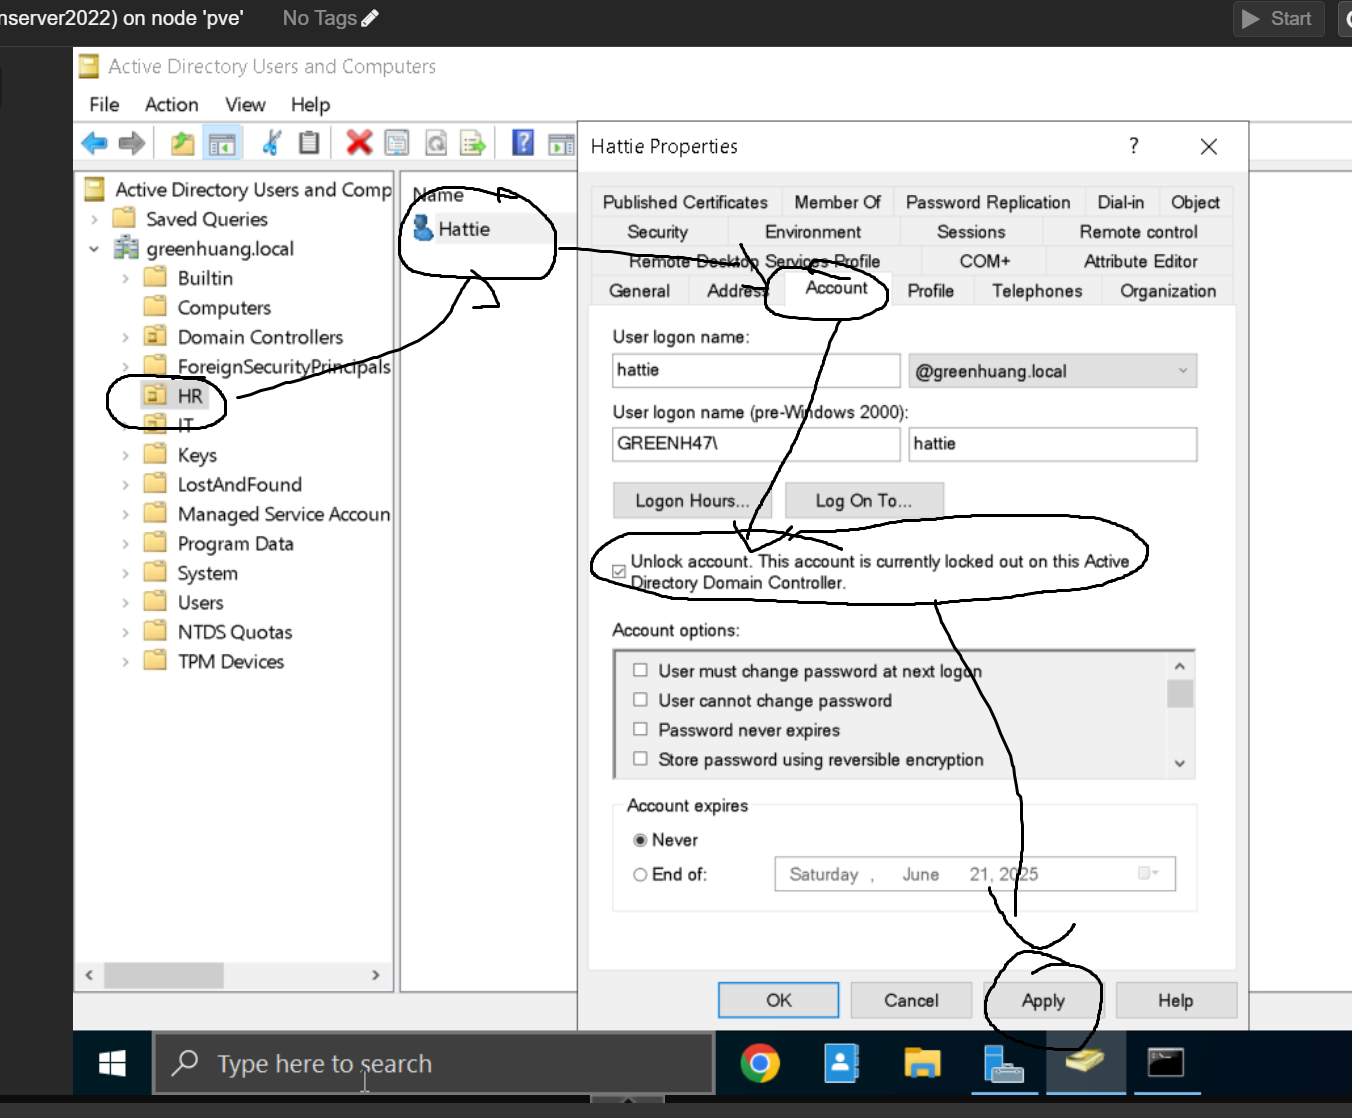 nserver2022) on node 'pve' No Tags Start
Active Directory Users and Computers
File Action View Help
Active Directory Users and Comp
Saved Queries
greenhuang.local
Builtin
Computers
Domain Controllers
ForeignSecurityPrincipals
HR
IT
Keys
LostAndFound
Managed Service Accoun
Program Data
System
Users
NTDS Quotas
TPM Devices
Name
Hattie
Hattie Properties ?
Published Certificates Member Of Password Replication Dial-in Object
Security Environment Sessions Remote control
Remote Desktop Services Profile COM+ Attribute Editor
General Address Account Profile Telephones Organization
User logon name:
hattie @greenhuang.local
User logon name (pre-Windows 2000):
GREENH47\ hattie
Logon Hours... Log On To...
Unlock account. This account is currently locked out on this Active
Directory Domain Controller.
Account options:
User must change password at next logon
User cannot change password
Password never expires
Store password using reversible encryption
Account expires
Never
End of: Saturday , June 21, 2025
OK Cancel Apply Help
Type here to search